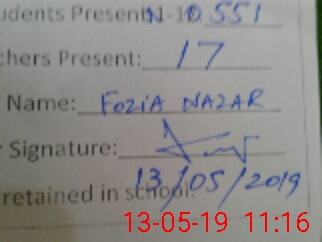 udents Present N-10 551
chers Present: 17
Name: FOZiA NAZAR
Signature:
13/05/2019
retained in school.
13-05-19 11:16